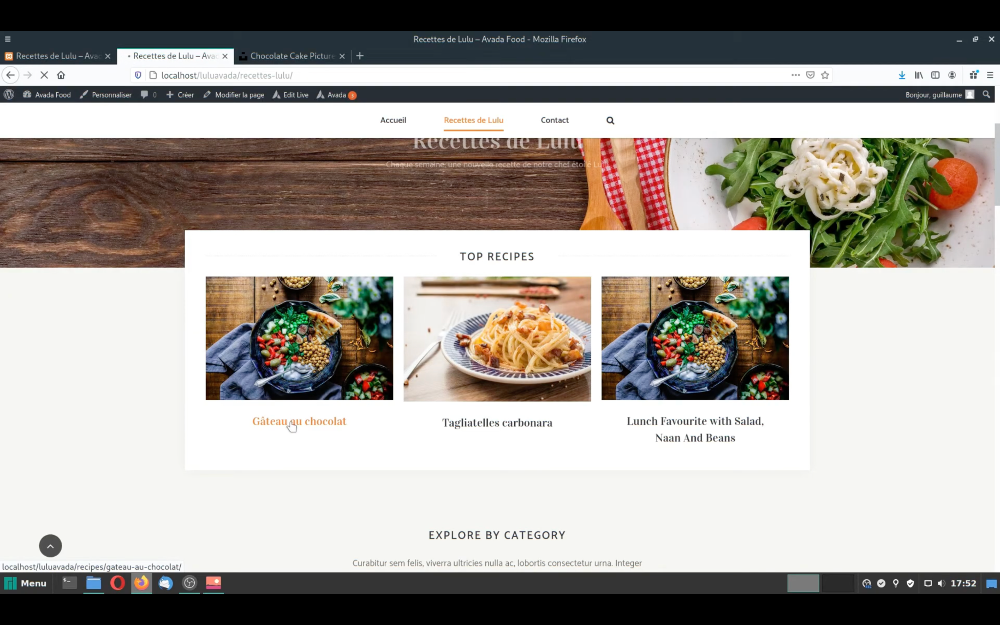 Recettes de Lulu – Avada Food - Mozilla Firefox
Recettes de Lulu – Avad
Recettes de Lulu – Avad
Chocolate Cake Picture
localhost/luluavada/recettes-lulu/
Avada Food
Personnaliser
0
Créer
Modifier la page
Edit Live
Avada 3
Bonjour, guillaume
Accueil
Recettes de Lulu
Contact
Recettes de Lulu
Chaque semaine, une nouvelle recette de notre chef étoilé Lulu
TOP RECIPES
Gâteau au chocolat
Tagliatelles carbonara
Lunch Favourite with Salad,
Naan And Beans
EXPLORE BY CATEGORY
Curabitur sem felis, viverra ultricies nulla ac, lobortis consectetur urna. Integer
localhost/luluavada/recipes/gateau-au-chocolat/
Menu
17:52